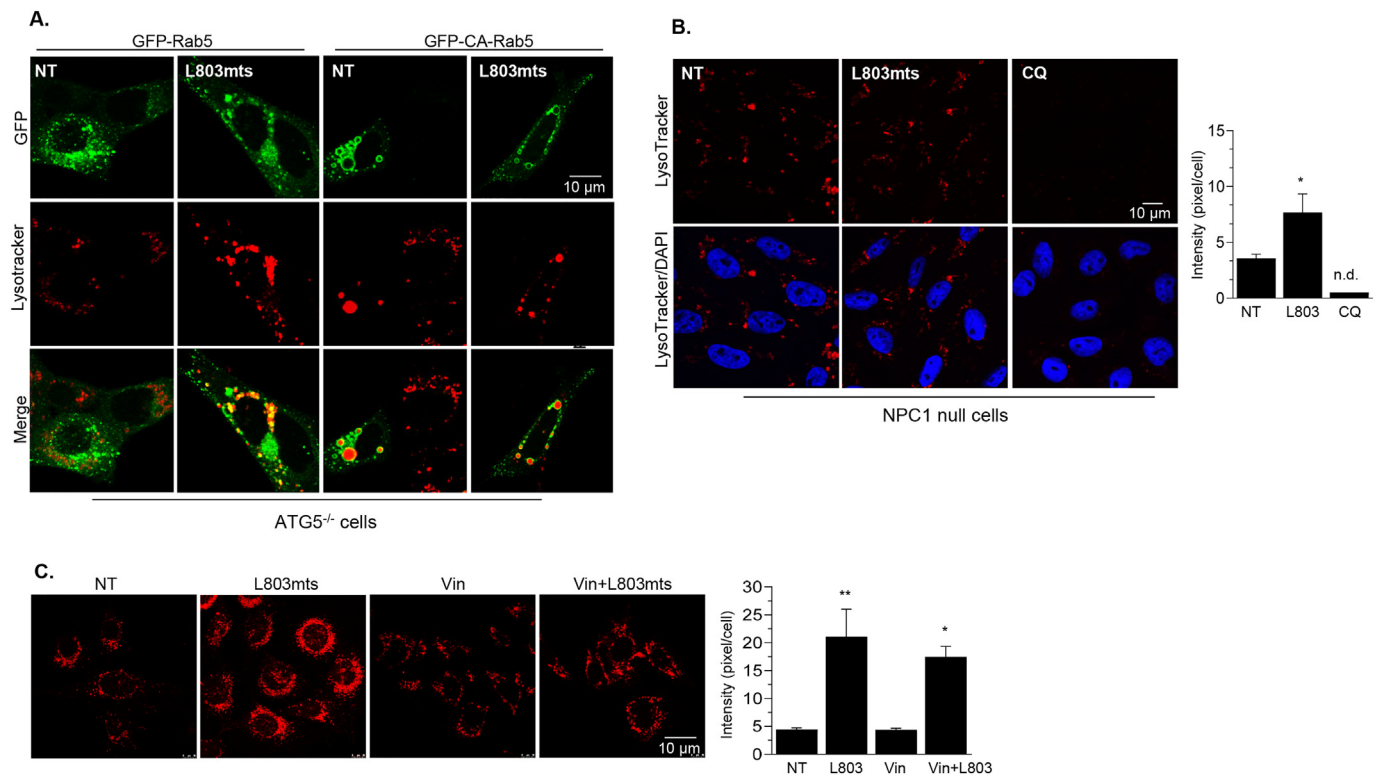 A.
GFP-Rab5
GFP-CA-Rab5
NT
L803mts
NT
L803mts
GFP
10 µm
Lysotracker
Merge
ATG5-/- cells
B.
NT
L803mts
CQ
LysoTracker
10 µm
LysoTracker/DAPI
NPC1 null cells
Intensity (pixel/cell)
15
10
5
0
*
n.d.
NT
L803
CQ
C.
NT
L803mts
Vin
Vin+L803mts
10 µm
Intensity (pixel/cell)
30
25
20
15
10
5
0
**
*
NT
L803
Vin
Vin+L803